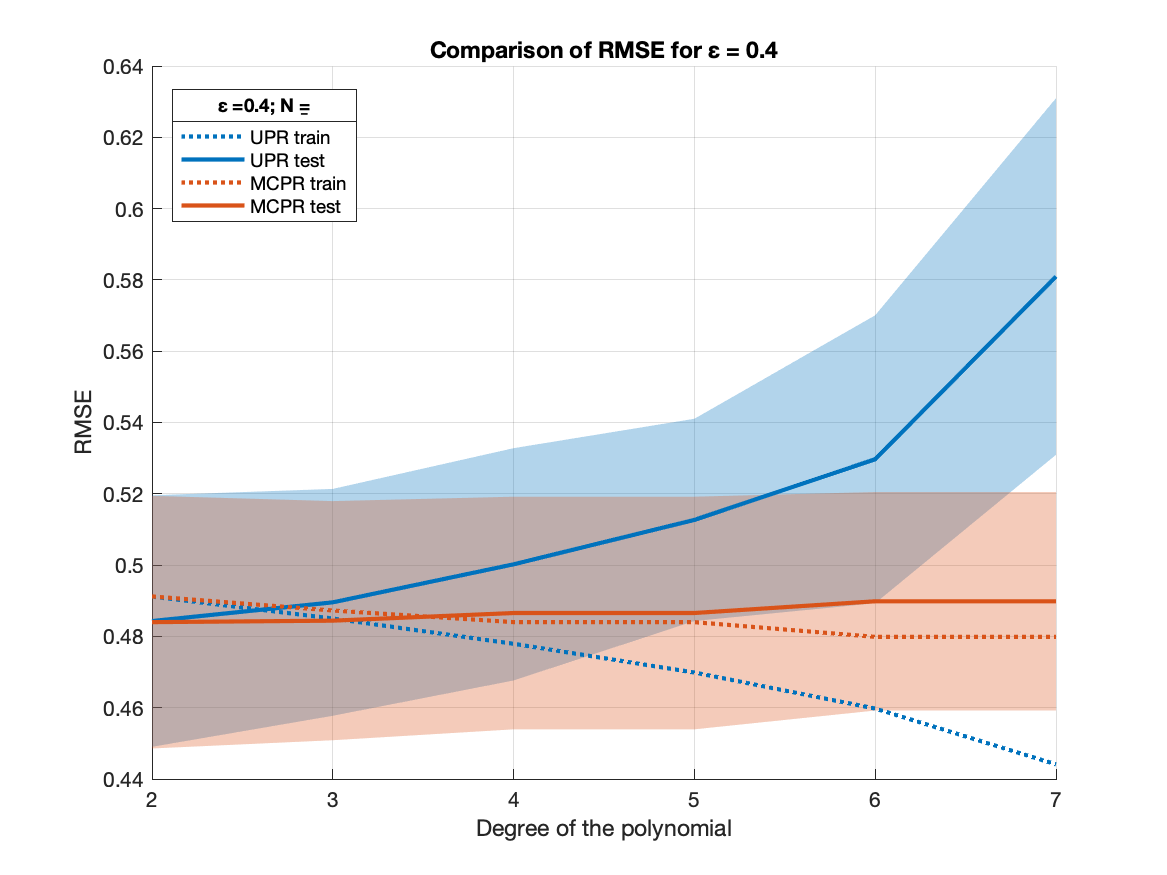 Comparison of RMSE for ε = 0.4
0.64
0.62
0.6
0.58
0.56
0.54
0.52
0.5
0.48
0.46
0.44
RMSE
ε =0.4; N =
UPR train
UPR test
MCPR train
MCPR test
2 3 4 5 6 7
Degree of the polynomial